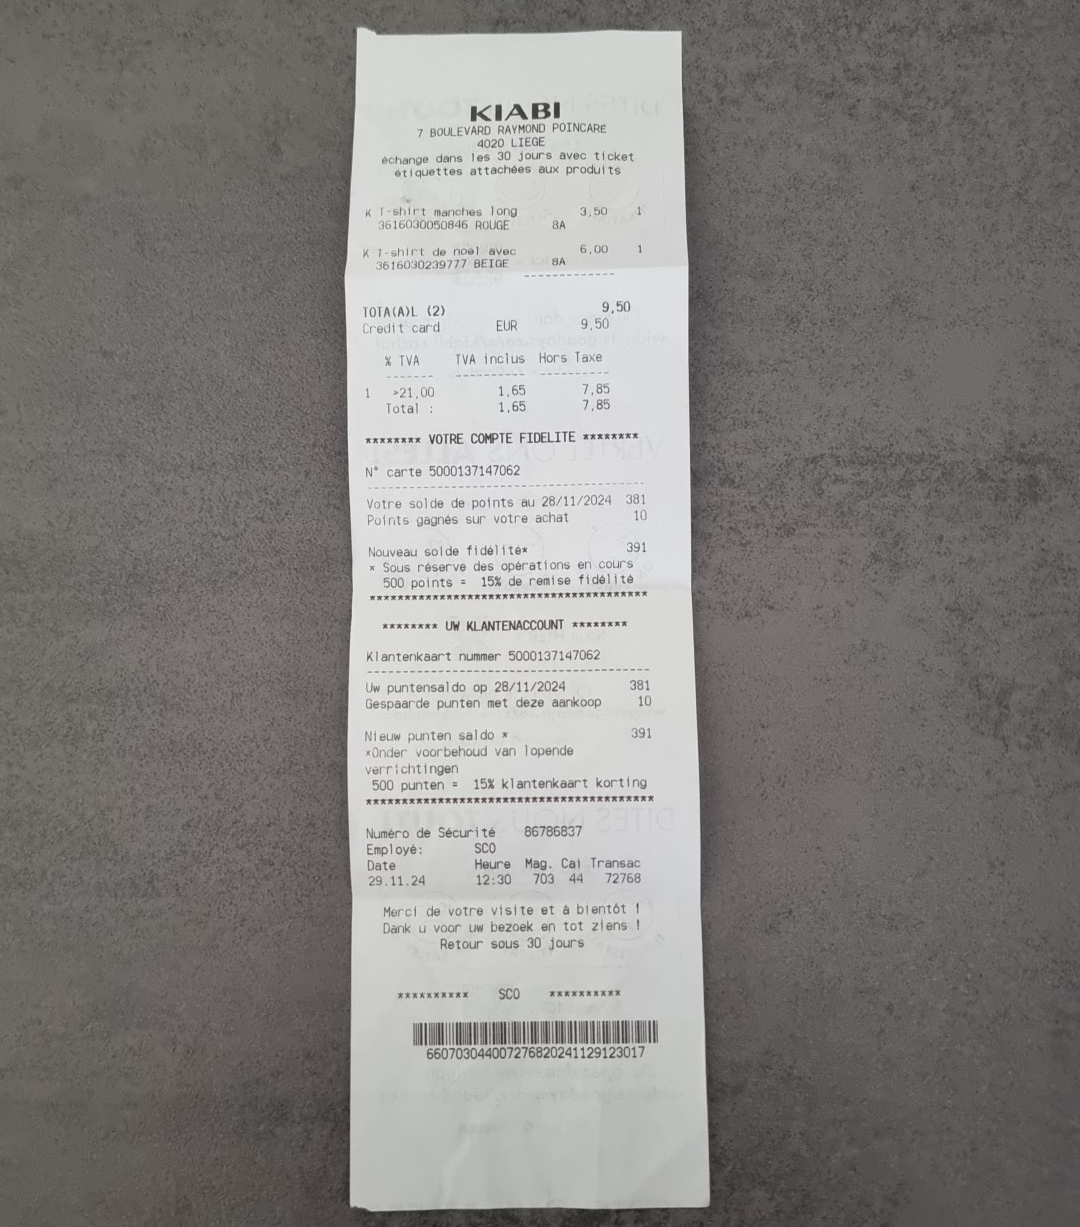 KIABI
7 BOULEVARD RAYMOND POINCARE
4020 LIEGE
échange dans les 30 jours avec ticket
étiquettes attachées aux produits
K T-shirt manches long 3,50 1
3616030050846 ROUGE 8A
K T-shirt de noël avec 6,00 1
3616030239777 BEIGE 8A
-------------
TOTA(A)L (2) 9,50
Credit card EUR 9,50
% TVA TVA inclus Hors Taxe
------- ---------- ----------
1 >21,00 1,65 7,85
Total : 1,65 7,85
******** VOTRE COMPTE FIDELITE ********
N° carte 5000137147062
----------------------------------------
Votre solde de points au 28/11/2024 381
Points gagnés sur votre achat 10
Nouveau solde fidélité* 391
* Sous réserve des opérations en cours
500 points = 15% de remise fidélité
****************************************
******** UW KLANTENACCOUNT ********
Klantenkaart nummer 5000137147062
----------------------------------------
Uw puntensaldo op 28/11/2024 381
Gespaarde punten met deze aankoop 10
Nieuw punten saldo * 391
*Onder voorbehoud van lopende
verrichtingen
500 punten = 15% klantenkaart korting
****************************************
Numéro de Sécurité 86786837
Employé: SCO
Date Heure Mag. Cai Transac
29.11.24 12:30 703 44 72768
Merci de votre visite et à bientôt !
Dank u voor uw bezoek en tot ziens !
Retour sous 30 jours
********** SCO **********
660703044007276820241129123017